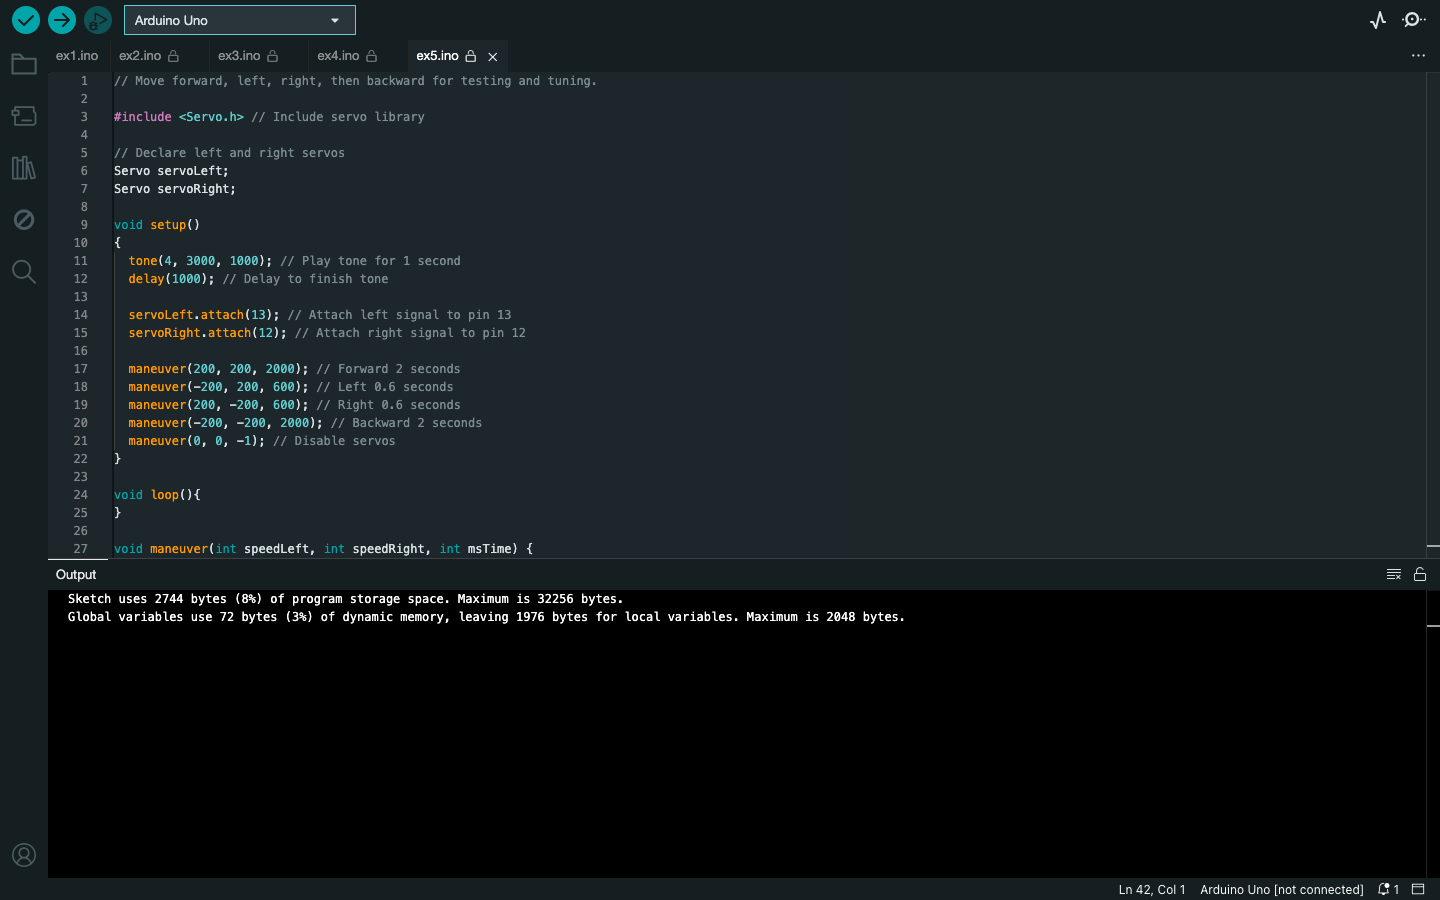 Arduino Uno
ex1.ino ex2.ino ex3.ino ex4.ino ex5.ino
1 // Move forward, left, right, then backward for testing and tuning.
2
3 #include <Servo.h> // Include servo library
4
5 // Declare left and right servos
6 Servo servoLeft;
7 Servo servoRight;
8
9 void setup()
10 {
11 tone(4, 3000, 1000); // Play tone for 1 second
12 delay(1000); // Delay to finish tone
13
14 servoLeft.attach(13); // Attach left signal to pin 13
15 servoRight.attach(12); // Attach right signal to pin 12
16
17 maneuver(200, 200, 2000); // Forward 2 seconds
18 maneuver(-200, 200, 600); // Left 0.6 seconds
19 maneuver(200, -200, 600); // Right 0.6 seconds
20 maneuver(-200, -200, 2000); // Backward 2 seconds
21 maneuver(0, 0, -1); // Disable servos
22 }
23
24 void loop(){
25 }
26
27 void maneuver(int speedLeft, int speedRight, int msTime) {
Output
Sketch uses 2744 bytes (8%) of program storage space. Maximum is 32256 bytes.
Global variables use 72 bytes (3%) of dynamic memory, leaving 1976 bytes for local variables. Maximum is 2048 bytes.
Ln 42, Col 1 Arduino Uno [not connected] 1